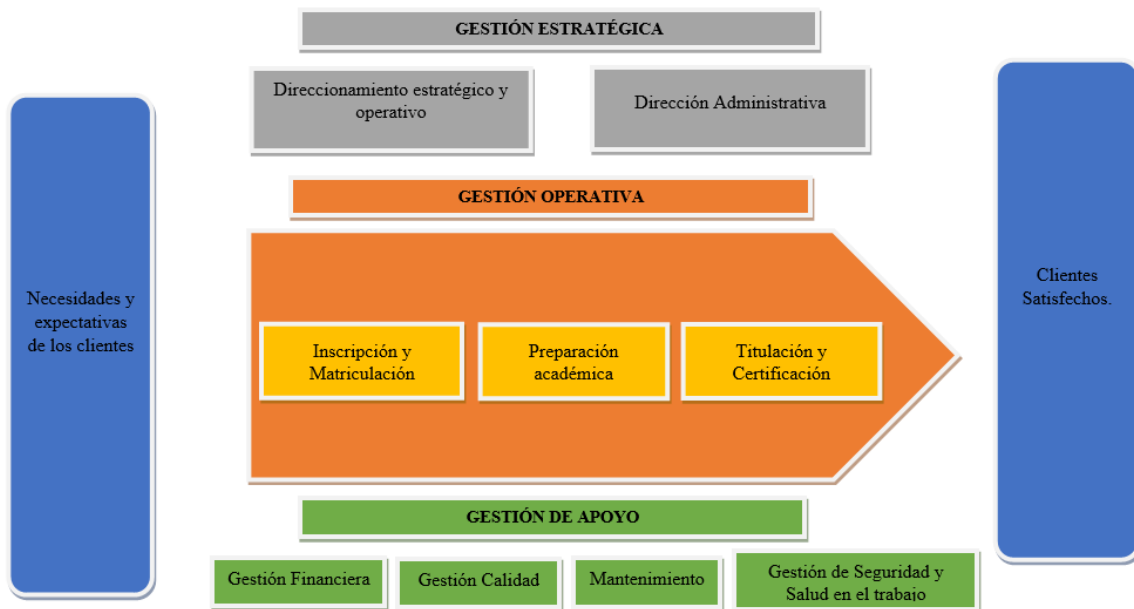 GESTIÓN ESTRATÉGICA
Direccionamiento estratégico y
operativo
Dirección Administrativa
GESTIÓN OPERATIVA
Necesidades y
expectativas
de los clientes
Inscripción y
Matriculación
Preparación
académica
Titulación y
Certificación
Clientes
Satisfechos.
GESTIÓN DE APOYO
Gestión Financiera
Gestión Calidad
Mantenimiento
Gestión de Seguridad y
Salud en el trabajo